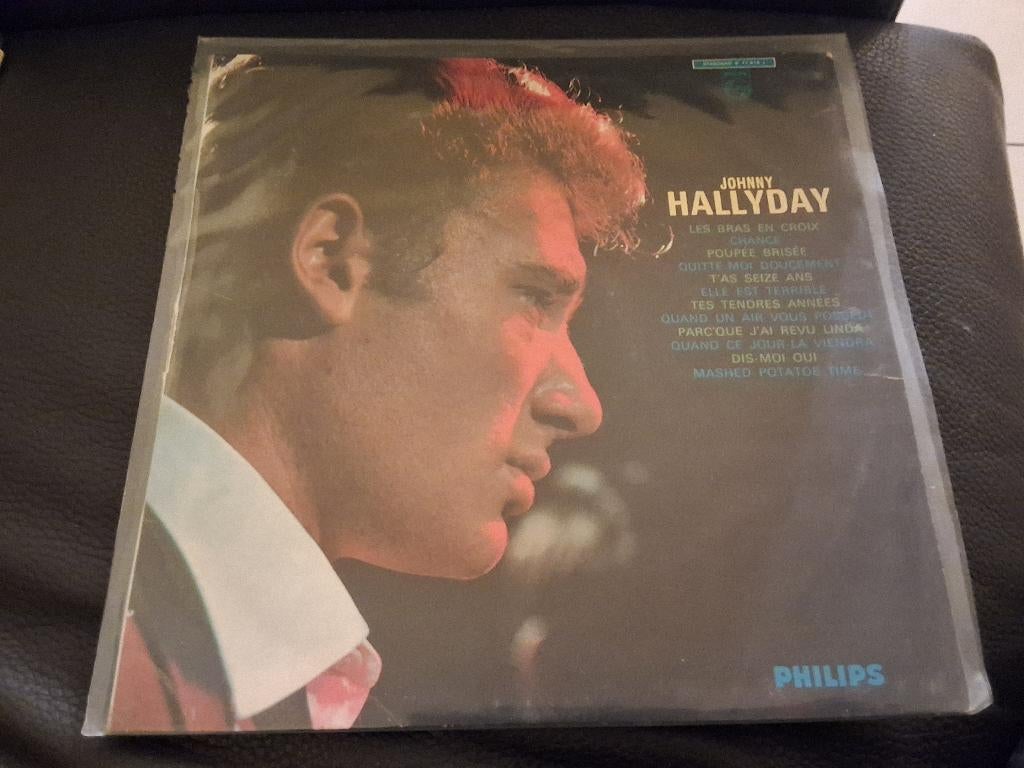 JOHNNY
HALLYDAY
LES BRAS EN CROIX
CHANCE
POUPÉE BRISÉE
QUITTE-MOI DOUCEMENT
T'AS SEIZE ANS
ELLE EST TERRIBLE
TES TENDRES ANNÉES
QUAND UN AIR VOUS POSSEDE
PARC'QUE J'AI REVU LINDA
QUAND CE JOUR-LA VIENDRA
DIS-MOI OUI
MASHED POTATOE TIME
PHILIPS